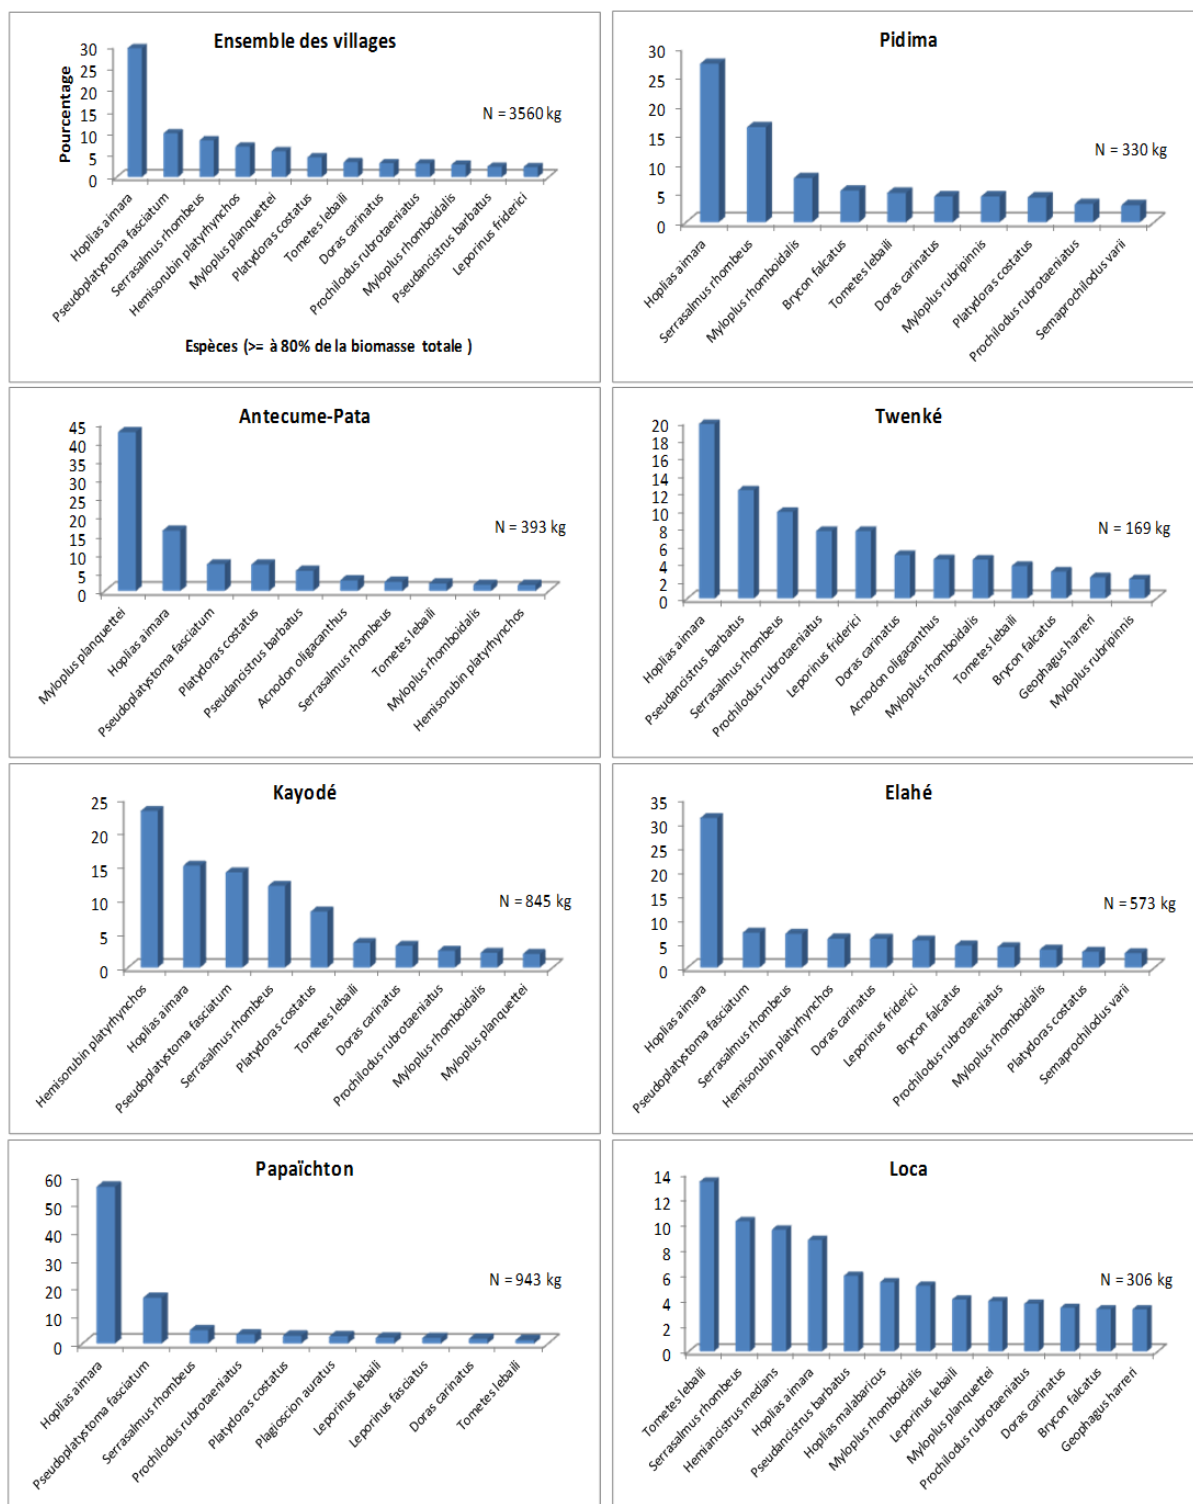 Ensemble des villages
Pourcentage
30
25
20
15
10
5
0
N = 3560 kg
Hoplias aimara
Pseudoplatystoma fasciatum
Serrasalmus rhombeus
Hemisorubin platyrhynchos
Myloplus planquettei
Platydoras costatus
Tometes lebaili
Doras carinatus
Prochilodus rubrotaeniatus
Myloplus rhomboidalis
Pseudancistrus barbatus
Leporinus friderici
Espèces (>= à 80% de la biomasse totale )
Pidima
30
25
20
15
10
5
0
N = 330 kg
Hoplias aimara
Serrasalmus rhombeus
Myloplus rhomboidalis
Brycon falcatus
Tometes lebaili
Doras carinatus
Myloplus rubripinnis
Platydoras costatus
Prochilodus rubrotaeniatus
Semaprochilodus varii
Antecume-Pata
45
40
35
30
25
20
15
10
5
0
N = 393 kg
Myloplus planquettei
Hoplias aimara
Pseudoplatystoma fasciatum
Platydoras costatus
Pseudancistrus barbatus
Acnodon oligacanthus
Serrasalmus rhombeus
Tometes lebaili
Myloplus rhomboidalis
Hemisorubin platyrhynchos
Twenké
20
18
16
14
12
10
8
6
4
2
0
N = 169 kg
Hoplias aimara
Pseudancistrus barbatus
Serrasalmus rhombeus
Prochilodus rubrotaeniatus
Leporinus friderici
Doras carinatus
Acnodon oligacanthus
Myloplus rhomboidalis
Tometes lebaili
Brycon falcatus
Geophagus harreri
Myloplus rubripinnis
Kayodé
25
20
15
10
5
0
N = 845 kg
Hemisorubin platyrhynchos
Hoplias aimara
Pseudoplatystoma fasciatum
Serrasalmus rhombeus
Platydoras costatus
Tometes lebaili
Doras carinatus
Prochilodus rubrotaeniatus
Myloplus rhomboidalis
Myloplus planquettei
Elahé
35
30
25
20
15
10
5
0
N = 573 kg
Hoplias aimara
Pseudoplatystoma fasciatum
Serrasalmus rhombeus
Hemisorubin platyrhynchos
Doras carinatus
Leporinus friderici
Brycon falcatus
Prochilodus rubrotaeniatus
Myloplus rhomboidalis
Platydoras costatus
Semaprochilodus varii
Papaïchton
60
50
40
30
20
10
0
N = 943 kg
Hoplias aimara
Pseudoplatystoma fasciatum
Serrasalmus rhombeus
Prochilodus rubrotaeniatus
Platydoras costatus
Plagioscion auratus
Leporinus lebaili
Leporinus fasciatus
Doras carinatus
Tometes lebaili
Loca
14
12
10
8
6
4
2
0
N = 306 kg
Tometes lebaili
Serrasalmus rhombeus
Hemiancistrus medians
Hoplias aimara
Pseudancistrus barbatus
Hoplias malabaricus
Myloplus rhomboidalis
Leporinus lebaili
Myloplus planquettei
Prochilodus rubrotaeniatus
Doras carinatus
Brycon falcatus
Geophagus harreri